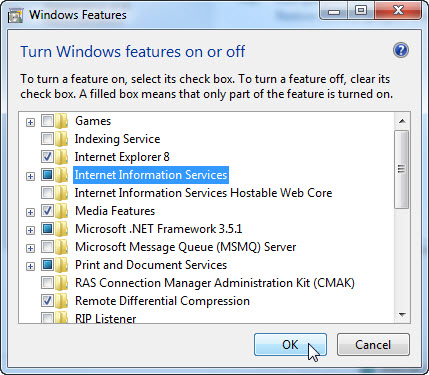 Windows Features
Turn Windows features on or off
To turn a feature on, select its check box. To turn a feature off, clear its
check box. A filled box means that only part of the feature is turned on.
Games
Indexing Service
Internet Explorer 8
Internet Information Services
Internet Information Services Hostable Web Core
Media Features
Microsoft .NET Framework 3.5.1
Microsoft Message Queue (MSMQ) Server
Print and Document Services
RAS Connection Manager Administration Kit (CMAK)
Remote Differential Compression
RIP Listener
OK
Cancel